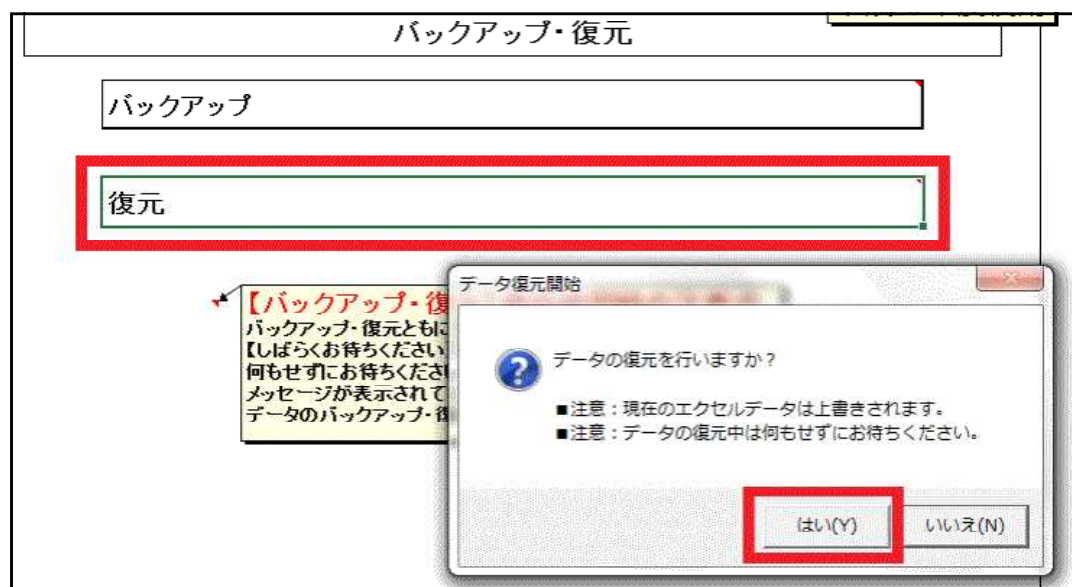 バックアップ・復元
バックアップ
復元
【バックアップ・復
バックアップ・復元ともに
【しばらくお待ちください
何もせずにお待ちくださ
メッセージが表示されて
データのバックアップ・復
データ復元開始
データの復元を行いますか？
■注意：現在のエクセルデータは上書きされます。
■注意：データの復元中は何もせずにお待ちください。
はい(Y)
いいえ(N)